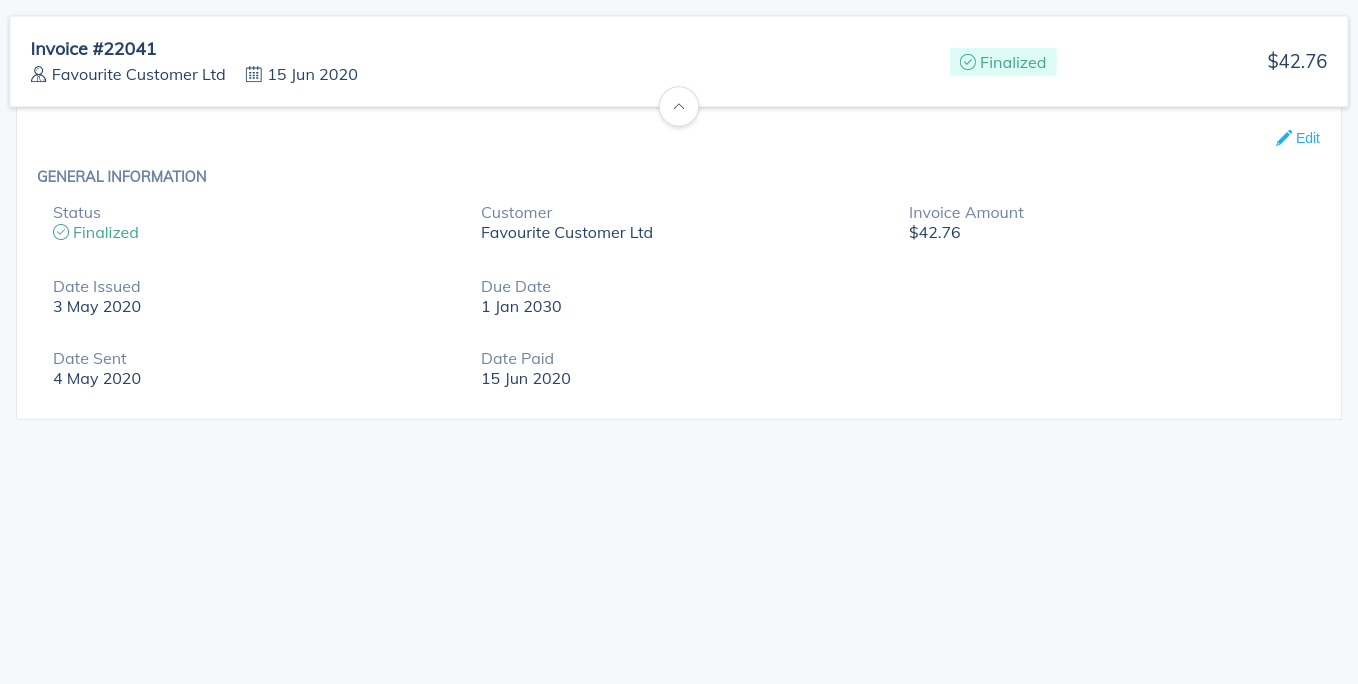 Invoice #22041
Favourite Customer Ltd 15 Jun 2020
Finalized
$42.76
Edit
GENERAL INFORMATION
Status
Finalized
Customer
Favourite Customer Ltd
Invoice Amount
$42.76
Date Issued
3 May 2020
Due Date
1 Jan 2030
Date Sent
4 May 2020
Date Paid
15 Jun 2020